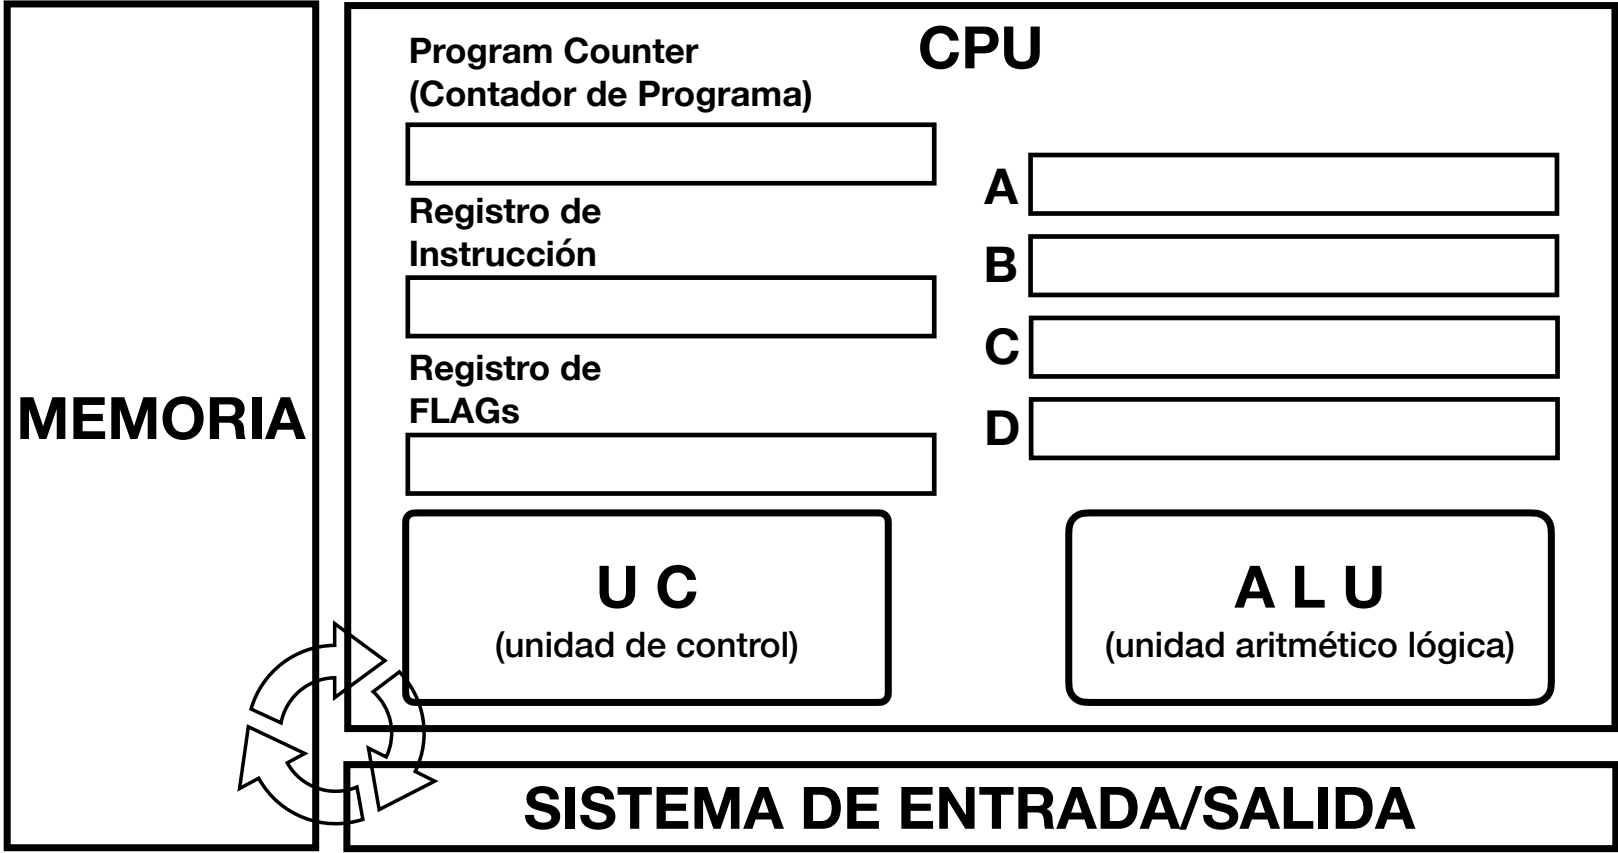 MEMORIA
CPU
Program Counter
(Contador de Programa)
Registro de
Instrucción
Registro de
FLAGs
A
B
C
D
U C
(unidad de control)
A L U
(unidad aritmético lógica)
SISTEMA DE ENTRADA/SALIDA